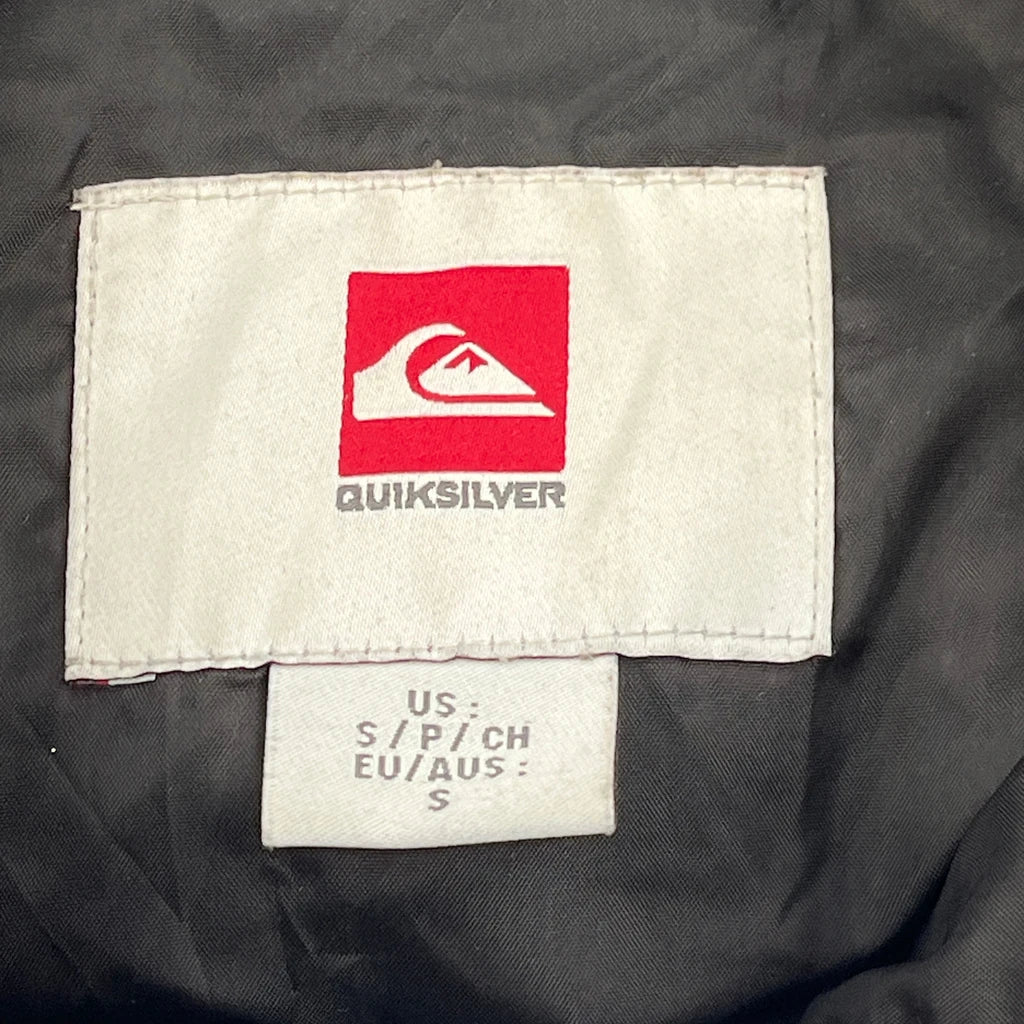 QUIKSILVER
US :
S / P / CH
EU/AUS :
S